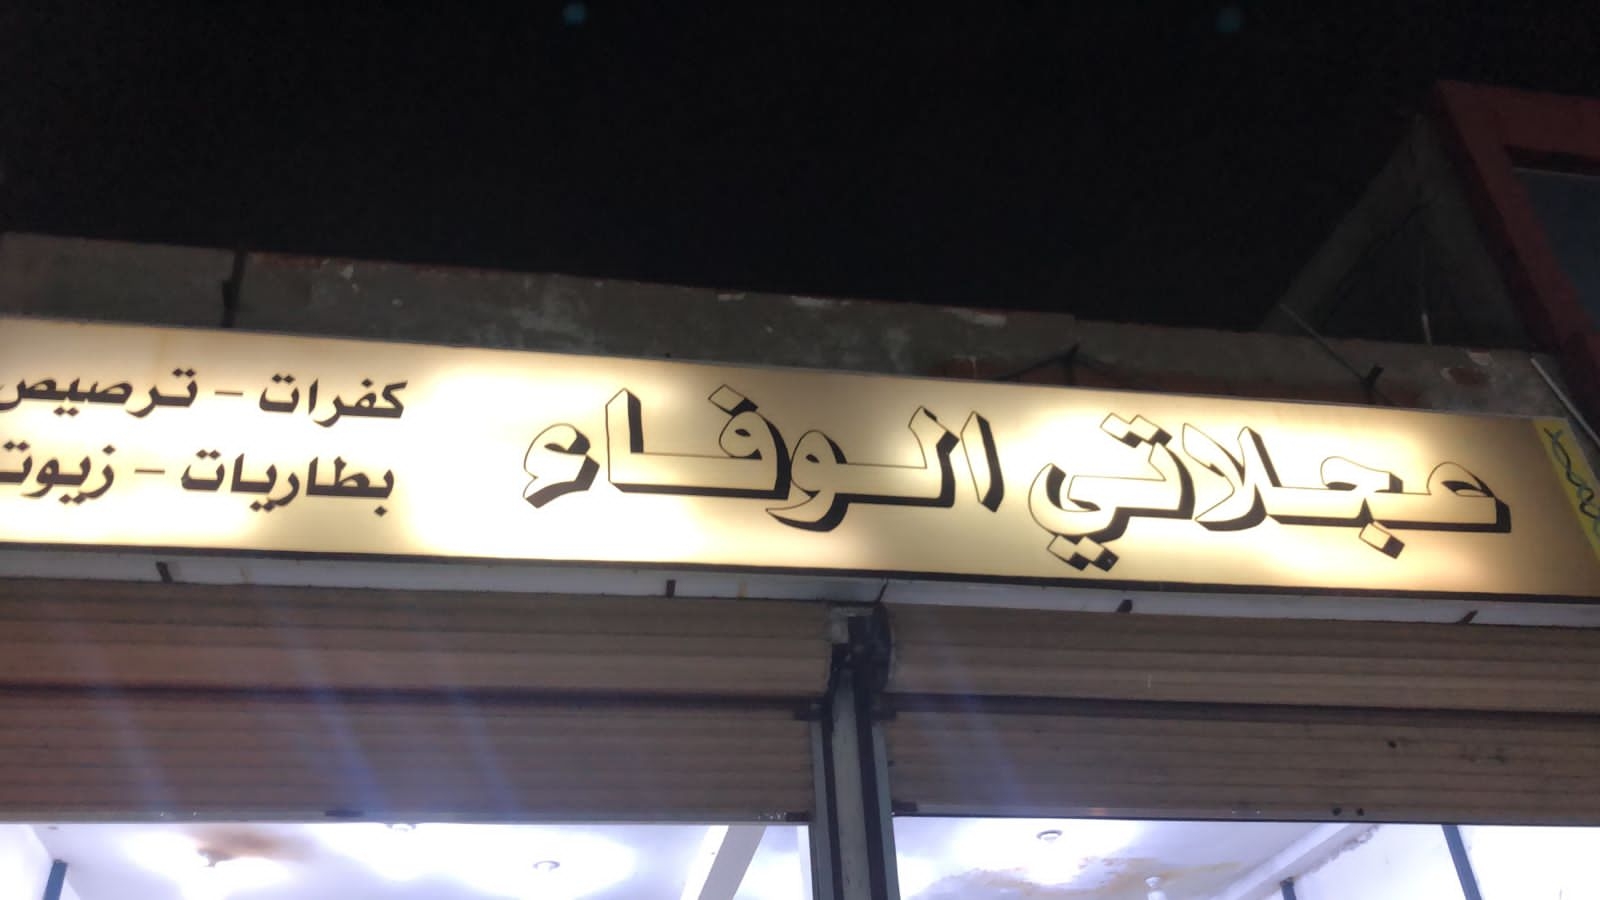 عجلاتي الوفاء
كفرات - ترصيص
بطاريات - زيوت